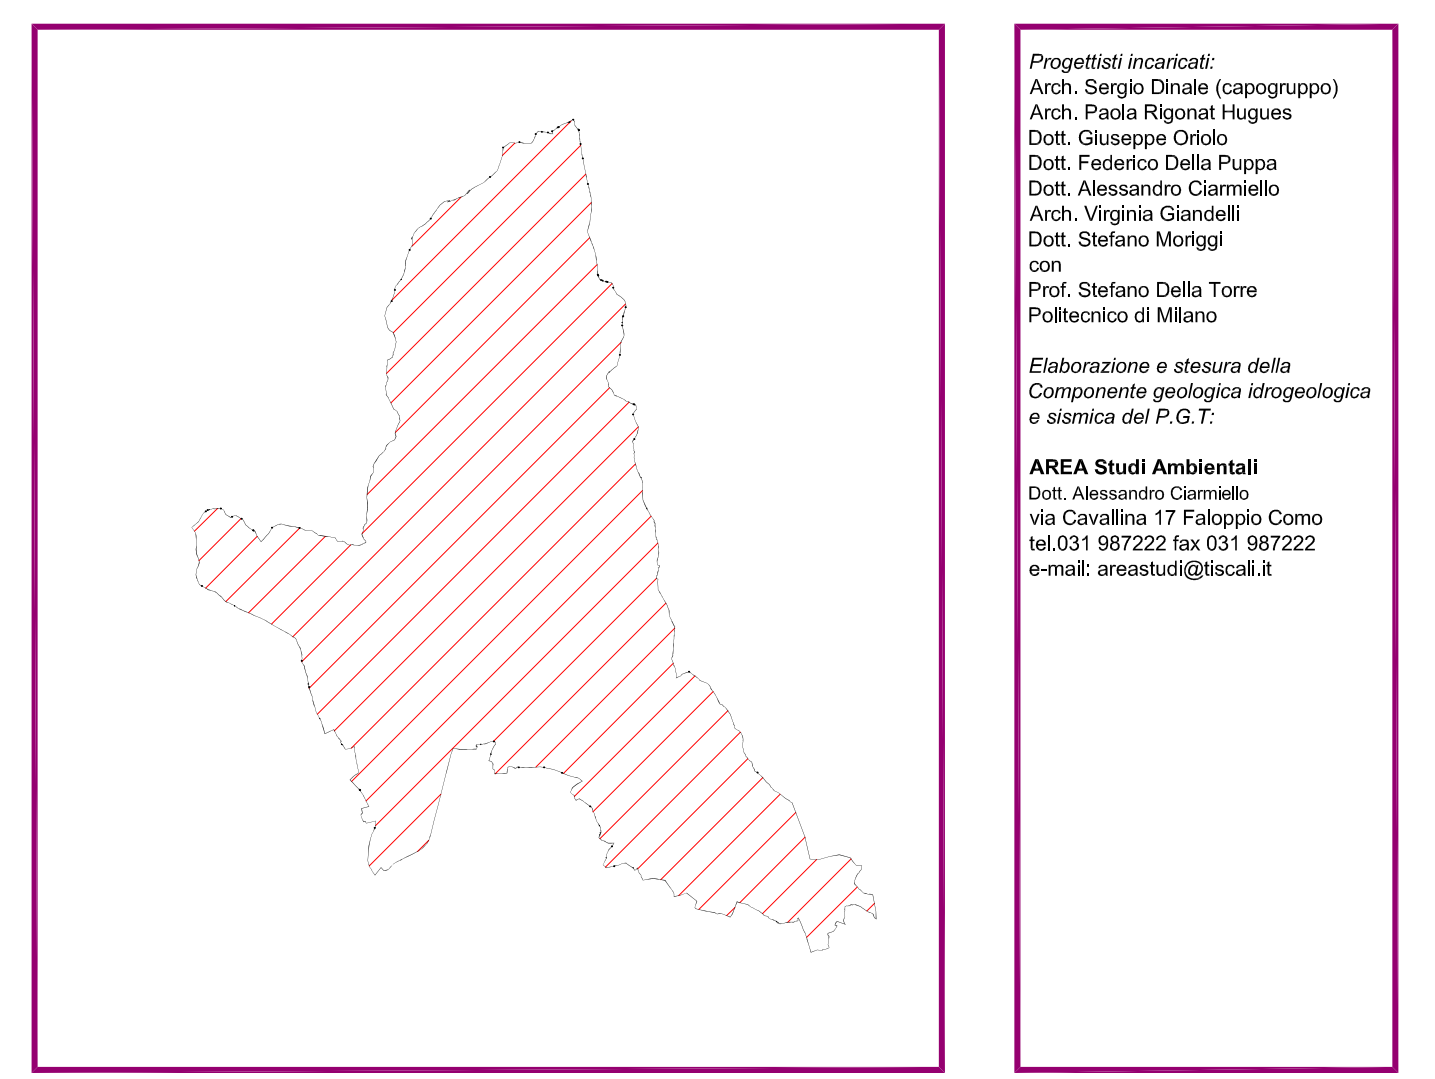 Progettisti incaricati:
Arch. Sergio Dinale (capogruppo)
Arch. Paola Rigonat Hugues
Dott. Giuseppe Oriolo
Dott. Federico Della Puppa
Dott. Alessandro Ciarmiello
Arch. Virginia Giandelli
Dott. Stefano Moriggi
con
Prof. Stefano Della Torre
Politecnico di Milano
Elaborazione e stesura della
Componente geologica idrogeologica
e sismica del P.G.T:
AREA Studi Ambientali
Dott. Alessandro Ciarmiello
via Cavallina 17 Faloppio Como
tel.031 987222 fax 031 987222
e-mail: areastudi@tiscali.it